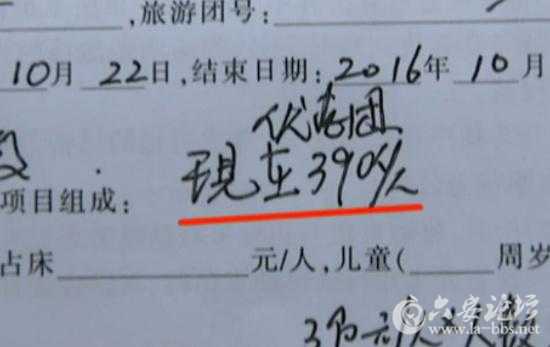 ,旅游团号:
10月 22日,结束日期:2016年 10月
优惠团
项目组成: 现在390/人
占床 元/人,儿童( 周岁
六安论坛
www.la-bbs.net